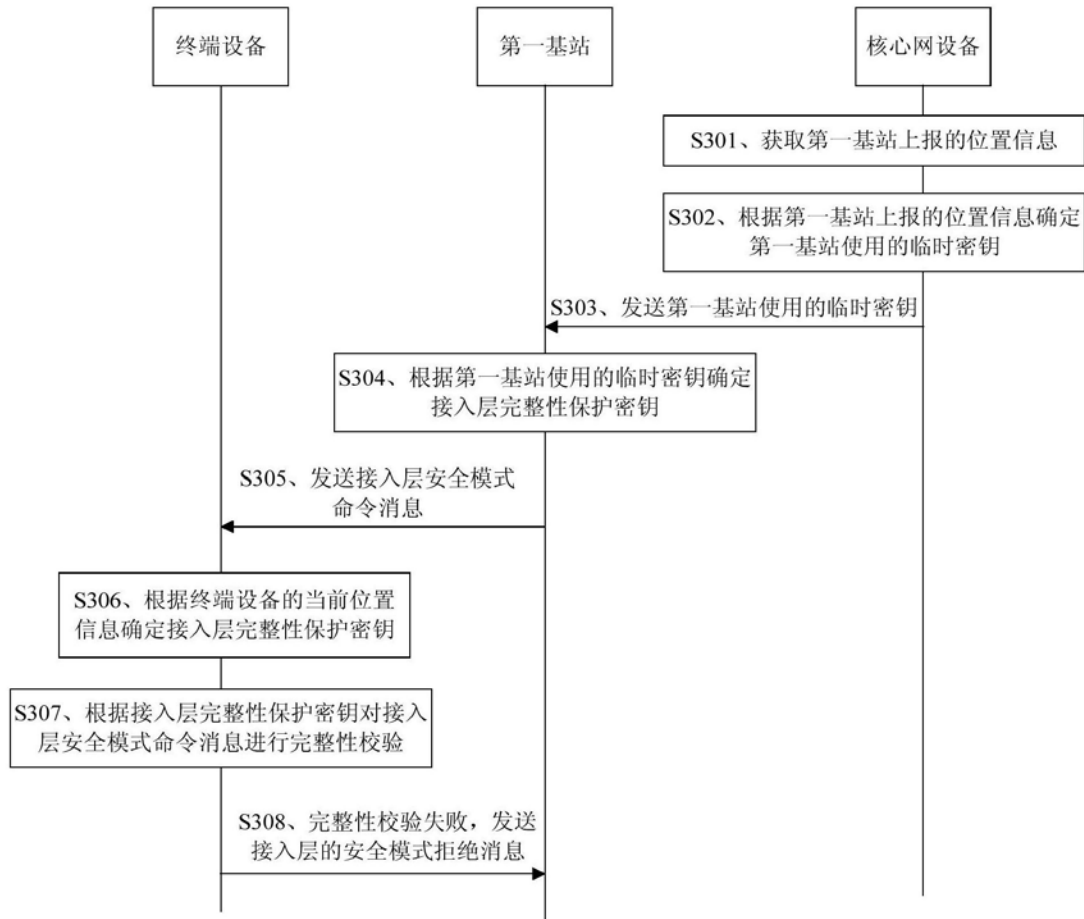 终端设备
第一基站
核心网设备
S301、获取第一基站上报的位置信息
S302、根据第一基站上报的位置信息确定
第一基站使用的临时密钥
S303、发送第一基站使用的临时密钥
S304、根据第一基站使用的临时密钥确定
接入层完整性保护密钥
S305、发送接入层安全模式
命令消息
S306、根据终端设备的当前位置
信息确定接入层完整性保护密钥
S307、根据接入层完整性保护密钥对接入
层安全模式命令消息进行完整性校验
S308、完整性校验失败，发送
接入层的安全模式拒绝消息